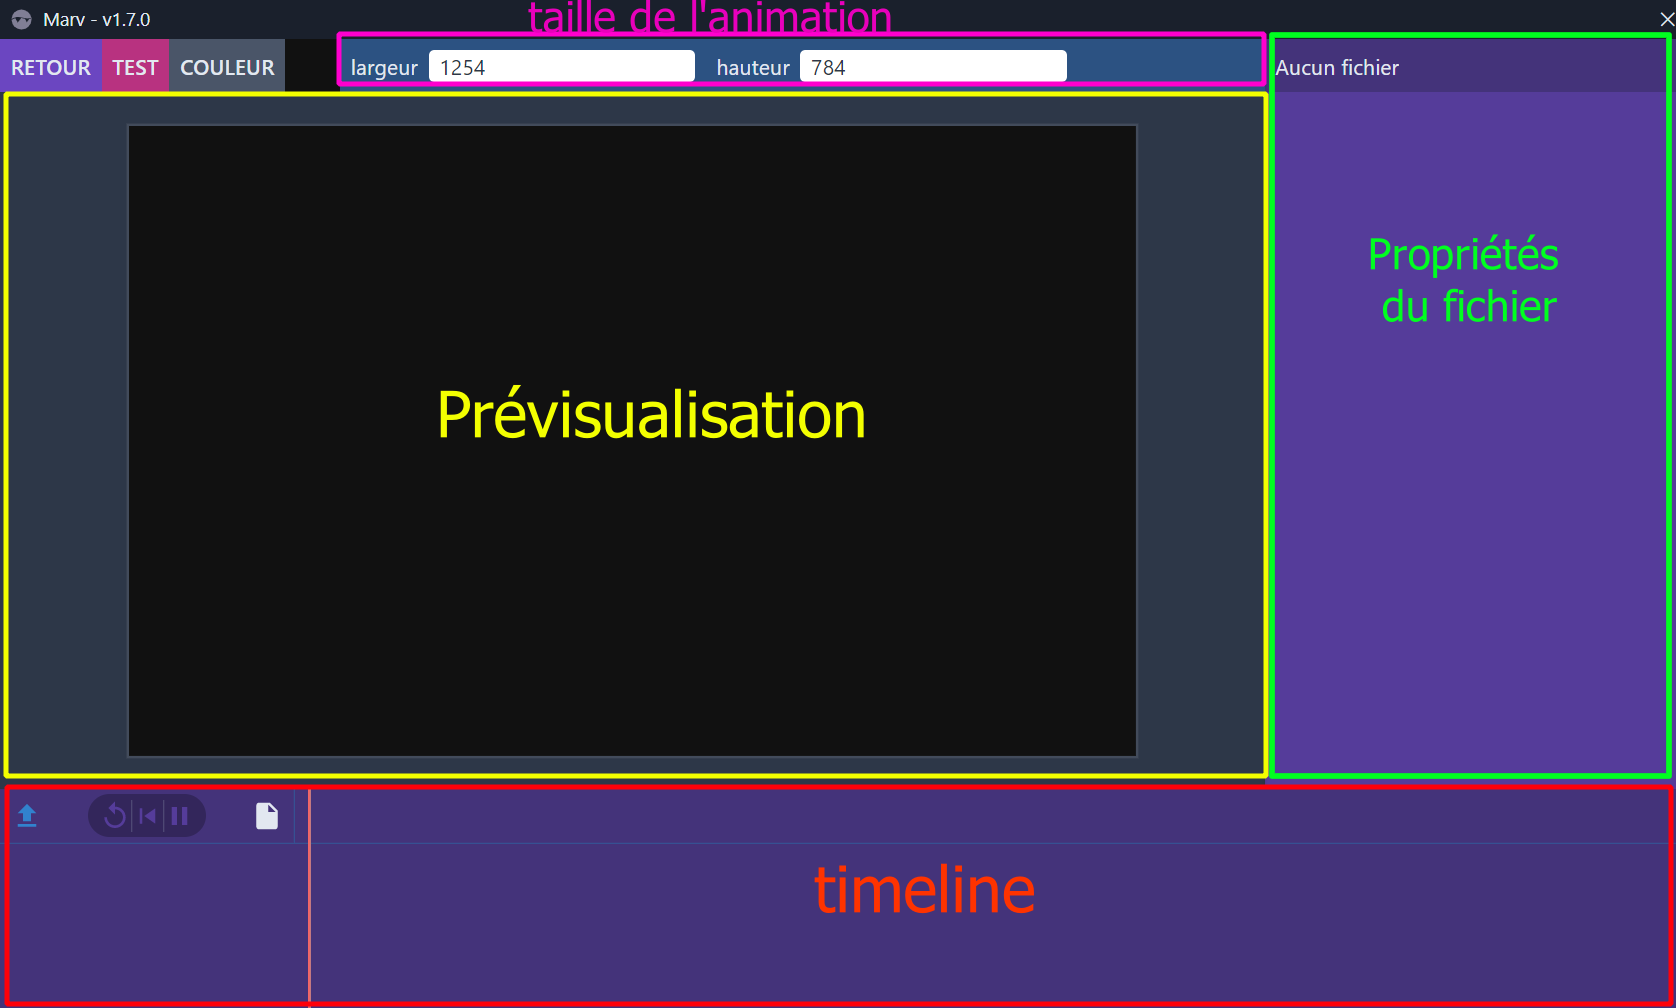 Marv - v1.7.0
taille de l'animation
RETOUR TEST COULEUR
largeur 1254 hauteur 784
Aucun fichier
Propriétés
du fichier
Prévisualisation
timeline